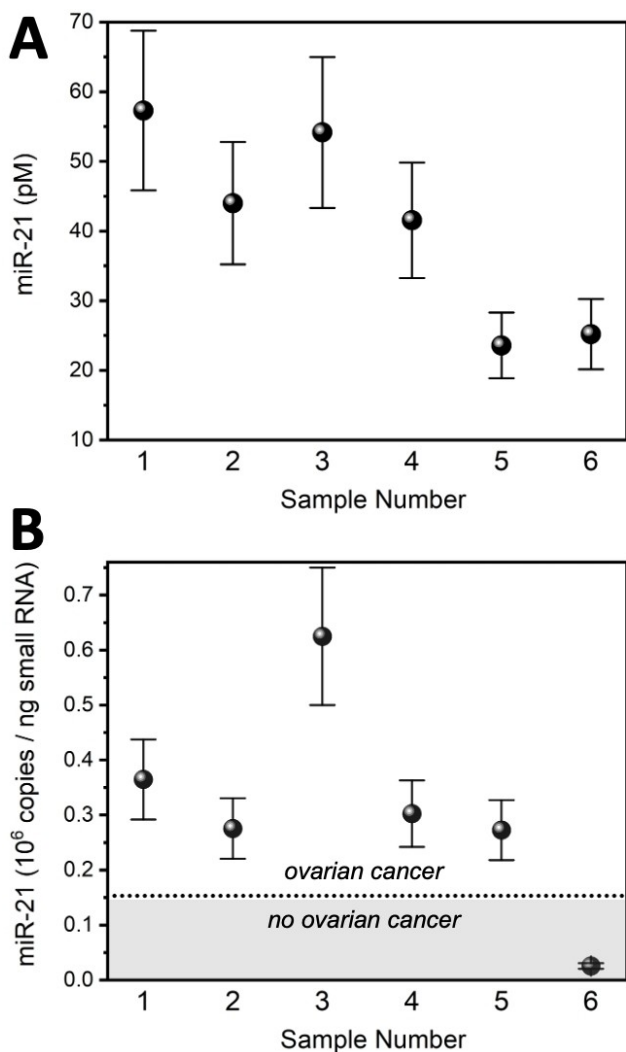 A
70
60
50
40
30
20
10
miR-21 (pM)
1 2 3 4 5 6
Sample Number
B
0.7
0.6
0.5
0.4
0.3
0.2
0.1
0.0
miR-21 (10⁶ copies / ng small RNA)
ovarian cancer
no ovarian cancer
1 2 3 4 5 6
Sample Number